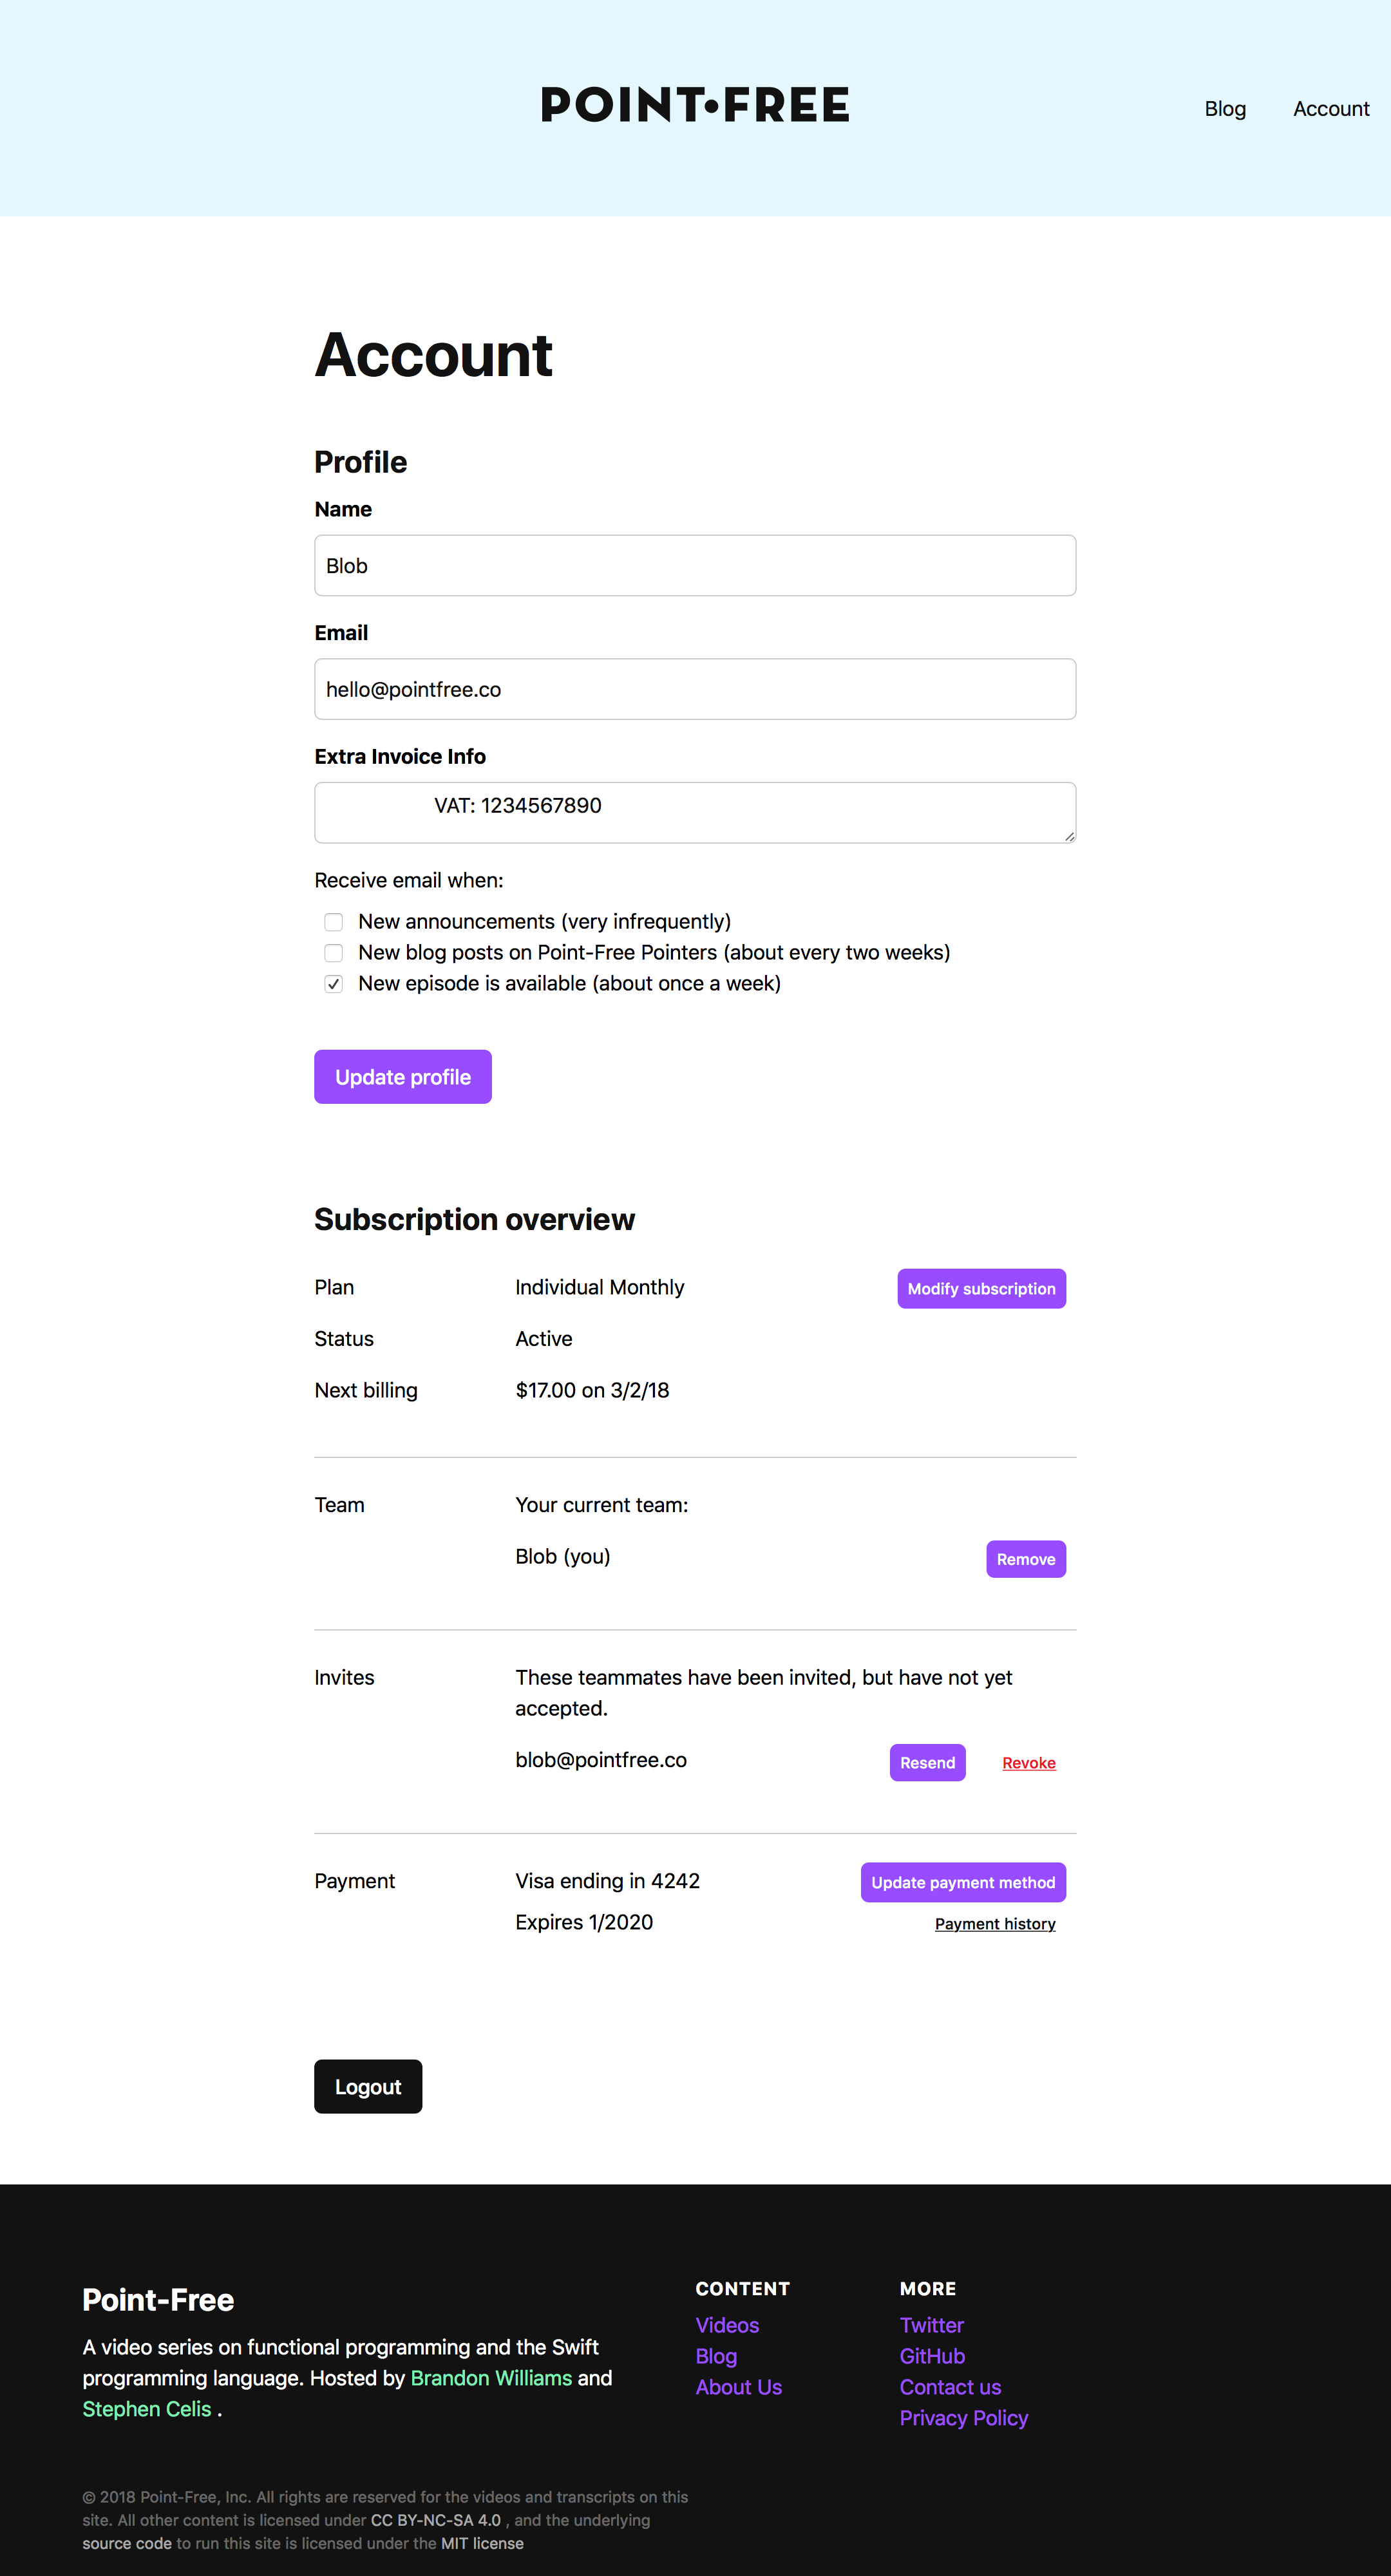 POINT•FREE
Blog Account
Account
Profile
Name
Blob
Email
hello@pointfree.co
Extra Invoice Info
VAT: 1234567890
Receive email when:
New announcements (very infrequently)
New blog posts on Point-Free Pointers (about every two weeks)
New episode is available (about once a week)
Update profile
Subscription overview
Plan Individual Monthly Modify subscription
Status Active
Next billing $17.00 on 3/2/18
Team Your current team:
Blob (you) Remove
Invites These teammates have been invited, but have not yet
accepted.
blob@pointfree.co Resend Revoke
Payment Visa ending in 4242 Update payment method
Expires 1/2020 Payment history
Logout
Point-Free
A video series on functional programming and the Swift
programming language. Hosted by Brandon Williams and
Stephen Celis .
CONTENT
Videos
Blog
About Us
MORE
Twitter
GitHub
Contact us
Privacy Policy
© 2018 Point-Free, Inc. All rights are reserved for the videos and transcripts on this
site. All other content is licensed under CC BY-NC-SA 4.0 , and the underlying
source code to run this site is licensed under the MIT license